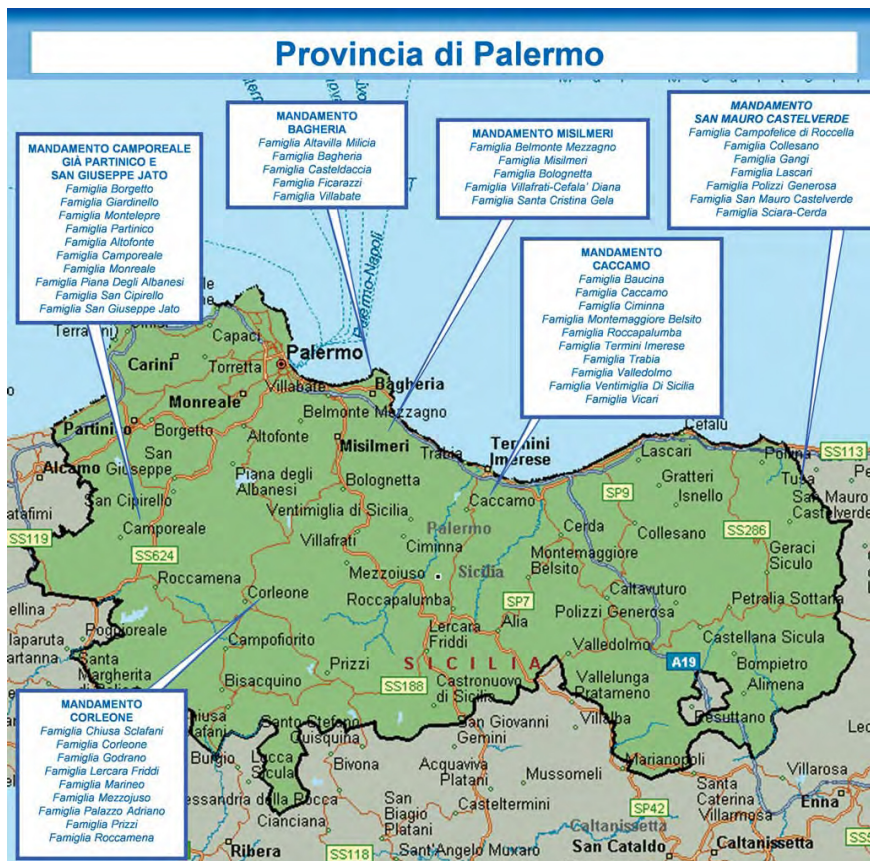 Provincia di Palermo
MANDAMENTO CAMPOREALE
GIÀ PARTINICO E
SAN GIUSEPPE JATO
Famiglia Borgetto
Famiglia Giardinello
Famiglia Montelepre
Famiglia Partinico
Famiglia Altofonte
Famiglia Camporeale
Famiglia Monreale
Famiglia Piana Degli Albanesi
Famiglia San Cipirello
Famiglia San Giuseppe Jato
MANDAMENTO
BAGHERIA
Famiglia Altavilla Milicia
Famiglia Bagheria
Famiglia Casteldaccia
Famiglia Ficarazzi
Famiglia Villabate
MANDAMENTO MISILMERI
Famiglia Belmonte Mezzagno
Famiglia Misilmeri
Famiglia Bolognetta
Famiglia Villafrati-Cefala' Diana
Famiglia Santa Cristina Gela
MANDAMENTO
SAN MAURO CASTELVERDE
Famiglia Campofelice di Roccella
Famiglia Collesano
Famiglia Gangi
Famiglia Lascari
Famiglia Polizzi Generosa
Famiglia San Mauro Castelverde
Famiglia Sciara-Cerda
MANDAMENTO
CACCAMO
Famiglia Baucina
Famiglia Caccamo
Famiglia Ciminna
Famiglia Montemaggiore Belsito
Famiglia Roccapalumba
Famiglia Termini Imerese
Famiglia Trabia
Famiglia Valledolmo
Famiglia Ventimiglia Di Sicilia
Famiglia Vicari
Palermo-Napoli
Capaci
Palermo
Carini
Torretta
Villabate
Bagheria
Monreale
Belmonte Mezzagno
Partinico
Borgetto
Altofonte
Misilmeri
Trabia
Termini
Imerese
Cefalù
Lascari
Pollina
SS113
Alcamo
San
Giuseppe
Piana degli
Albanesi
Bolognetta
Gratteri
Isnello
Tusa
San Mauro
Castelverde
San Cipirello
Ventimiglia di Sicilia
Caccamo
SP9
Palermo
Camporeale
Villafrati
Ciminna
Cerda
Collesano
SS286
SS119
SS624
Montemaggiore
Belsito
Geraci
Siculo
Roccamena
Mezzoiuso
Sicilia
Corleone
Roccapalumba
SP7
Caltavuturo
Polizzi Generosa
Petralia Sottana
Poggioreale
Campofiorito
Lercara
Friddi
Alia
Castellana Sicula
Santa
Margherita
Prizzi
SICILIA
Valledolmo
A19
Bompietro
Bisacquino
SS188
Castronuovo
di Sicilia
Vallelunga
Pratameno
Alimena
Santo Stefano
Quisquina
San Giovanni
Gemini
Villalba
Resuttano
Burgio
Lucca
Sicula
Bivona
Acquaviva
Platani
Mussomeli
Marianopoli
Villarosa
Santa
Caterina
Villarmosa
Enna
Cianciana
San
Biagio
Platani
Casteltermini
SP42
Caltanissetta
Ribera
SS118
Sant'Angelo Muxaro
San Cataldo
Caltanissetta
MANDAMENTO
CORLEONE
Famiglia Chiusa Sclafani
Famiglia Corleone
Famiglia Godrano
Famiglia Lercara Friddi
Famiglia Marineo
Famiglia Mezzojuso
Famiglia Palazzo Adriano
Famiglia Prizzi
Famiglia Roccamena